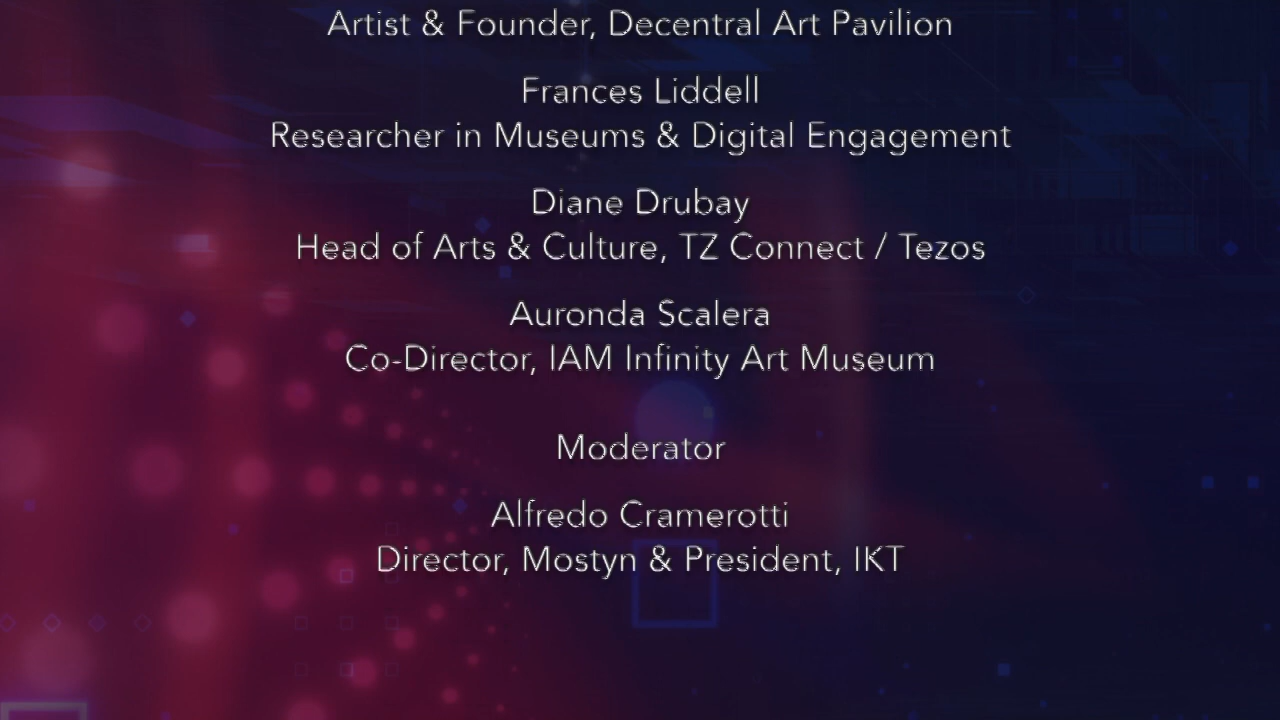 Artist & Founder, Decentral Art Pavilion
Frances Liddell
Researcher in Museums & Digital Engagement
Diane Drubay
Head of Arts & Culture, TZ Connect / Tezos
Auronda Scalera
Co-Director, IAM Infinity Art Museum
Moderator
Alfredo Cramerotti
Director, Mostyn & President, IKT